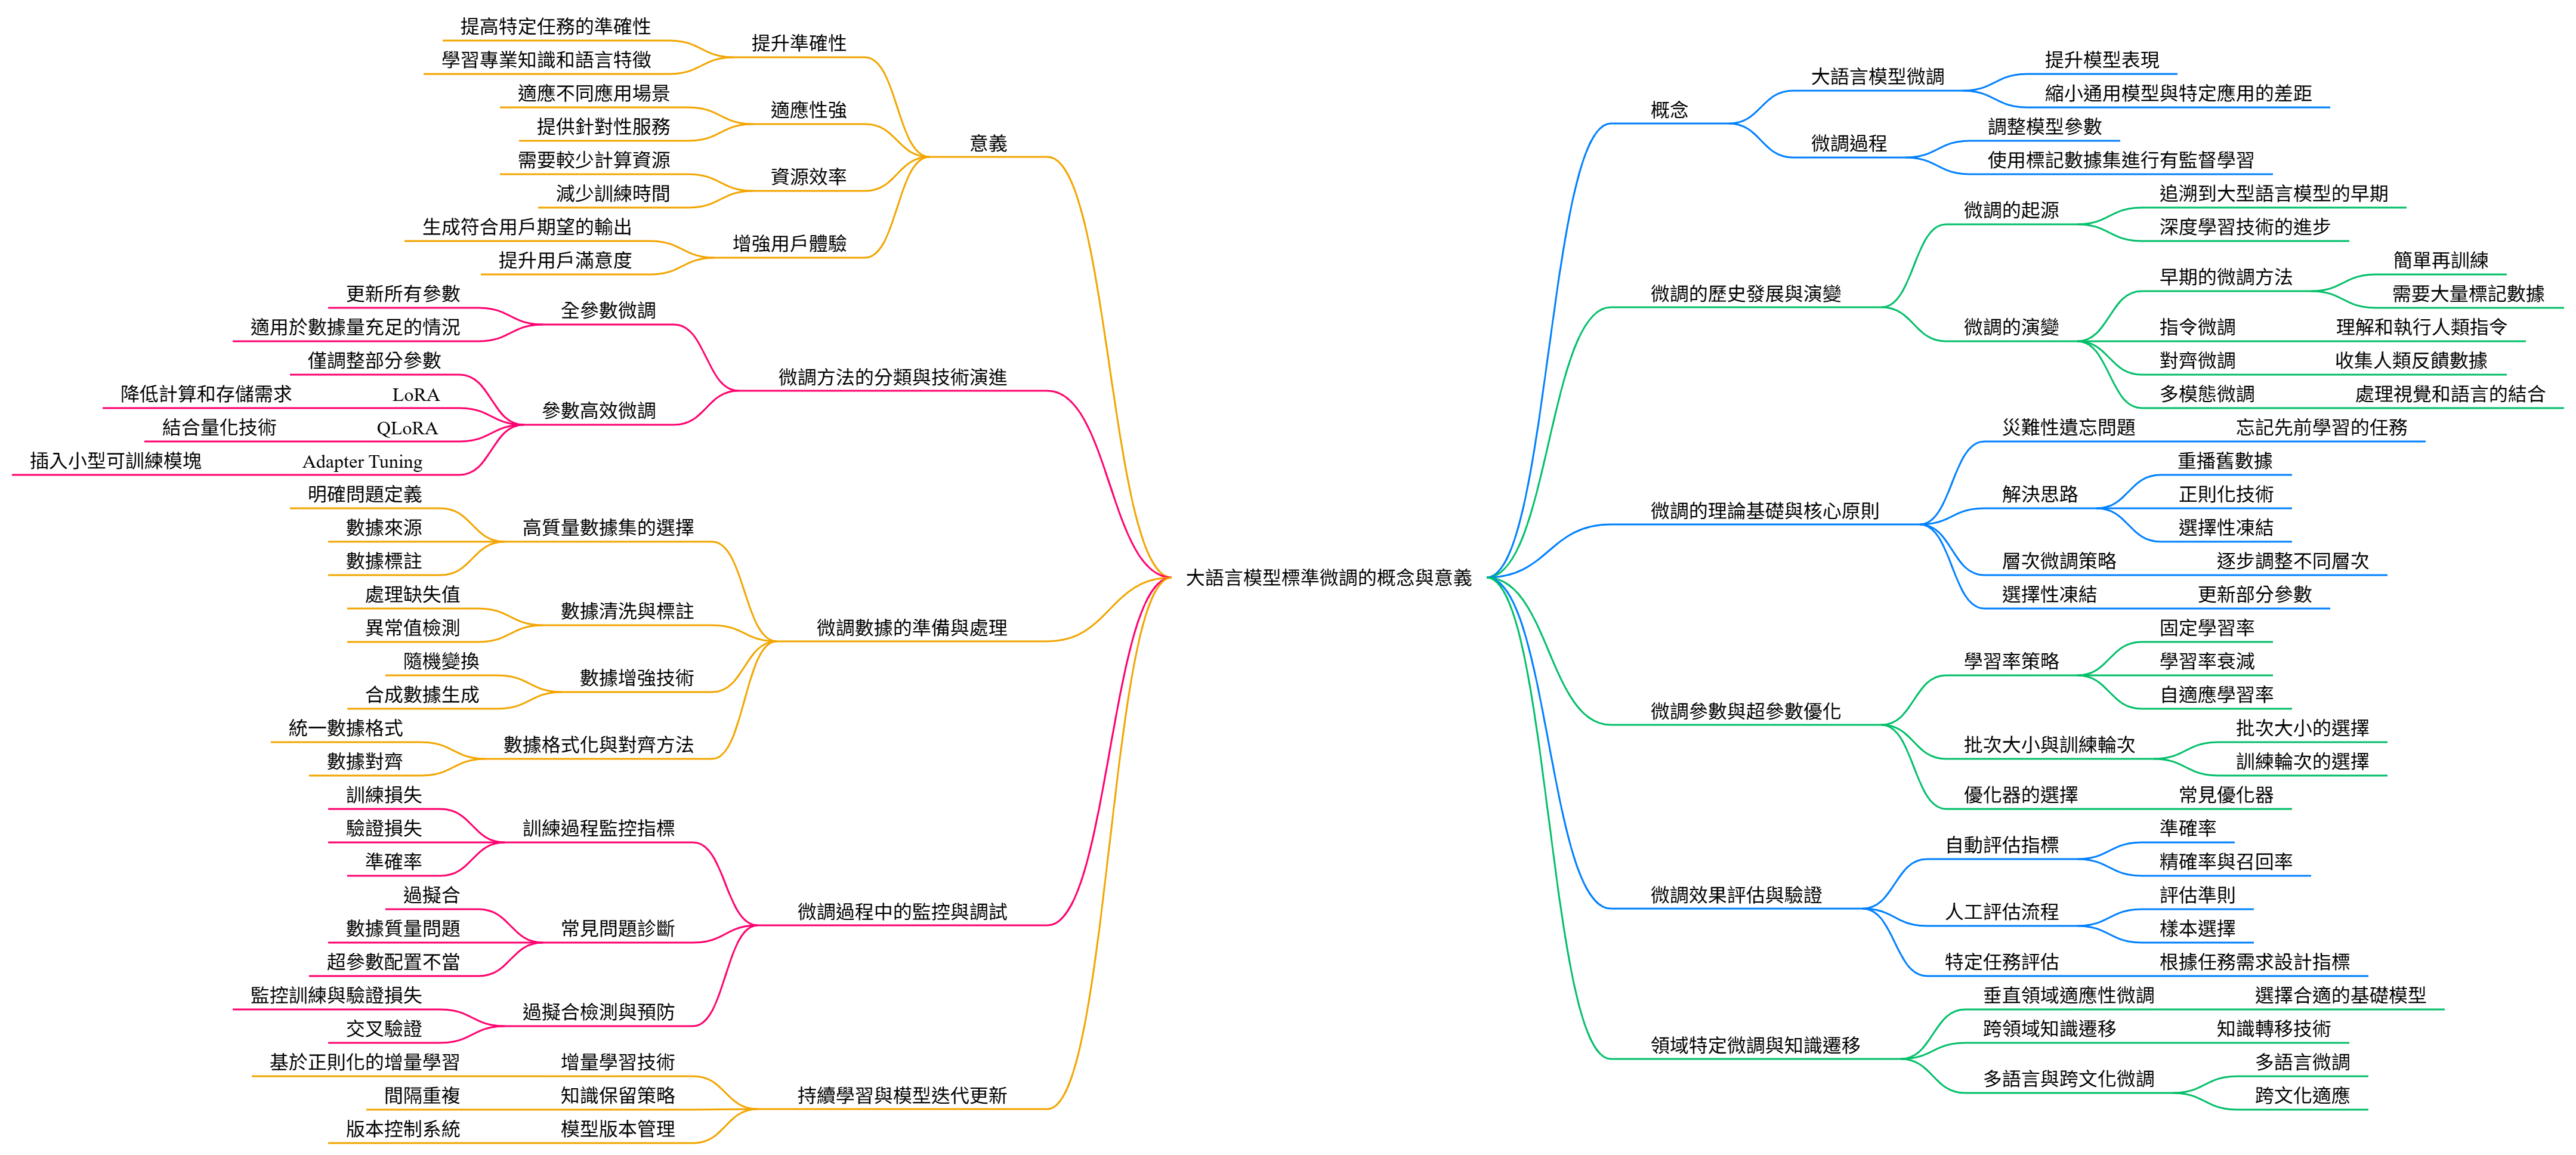 大語言模型標準微調的概念與意義
概念
大語言模型微調
提升模型表現
縮小通用模型與特定應用的差距
微調過程
調整模型參數
使用標記數據集進行有監督學習
微調的歷史發展與演變
微調的起源
追溯到大型語言模型的早期
深度學習技術的進步
微調的演變
早期的微調方法
簡單再訓練
需要大量標記數據
指令微調
理解和執行人類指令
對齊微調
收集人類反饋數據
多模態微調
處理視覺和語言的結合
微調的理論基礎與核心原則
災難性遺忘問題
忘記先前學習的任務
解決思路
重播舊數據
正則化技術
選擇性凍結
層次微調策略
逐步調整不同層次
選擇性凍結
更新部分參數
微調參數與超參數優化
學習率策略
固定學習率
學習率衰減
自適應學習率
批次大小與訓練輪次
批次大小的選擇
訓練輪次的選擇
優化器的選擇
常見優化器
微調效果評估與驗證
自動評估指標
準確率
精確率與召回率
人工評估流程
評估準則
樣本選擇
特定任務評估
根據任務需求設計指標
領域特定微調與知識遷移
垂直領域適應性微調
選擇合適的基礎模型
跨領域知識遷移
知識轉移技術
多語言與跨文化微調
多語言微調
跨文化適應
意義
提升準確性
提高特定任務的準確性
學習專業知識和語言特徵
適應性強
適應不同應用場景
提供針對性服務
資源效率
需要較少計算資源
減少訓練時間
增強用戶體驗
生成符合用戶期望的輸出
提升用戶滿意度
微調方法的分類與技術演進
全參數微調
更新所有參數
適用於數據量充足的情況
參數高效微調
僅調整部分參數
LoRA
降低計算和存儲需求
QLoRA
結合量化技術
Adapter Tuning
插入小型可訓練模塊
微調數據的準備與處理
高質量數據集的選擇
明確問題定義
數據來源
數據標註
數據清洗與標註
處理缺失值
異常值檢測
數據增強技術
隨機變換
合成數據生成
數據格式化與對齊方法
統一數據格式
數據對齊
微調過程中的監控與調試
訓練過程監控指標
訓練損失
驗證損失
準確率
常見問題診斷
過擬合
數據質量問題
超參數配置不當
過擬合檢測與預防
監控訓練與驗證損失
交叉驗證
持續學習與模型迭代更新
增量學習技術
基於正則化的增量學習
知識保留策略
間隔重複
模型版本管理
版本控制系統